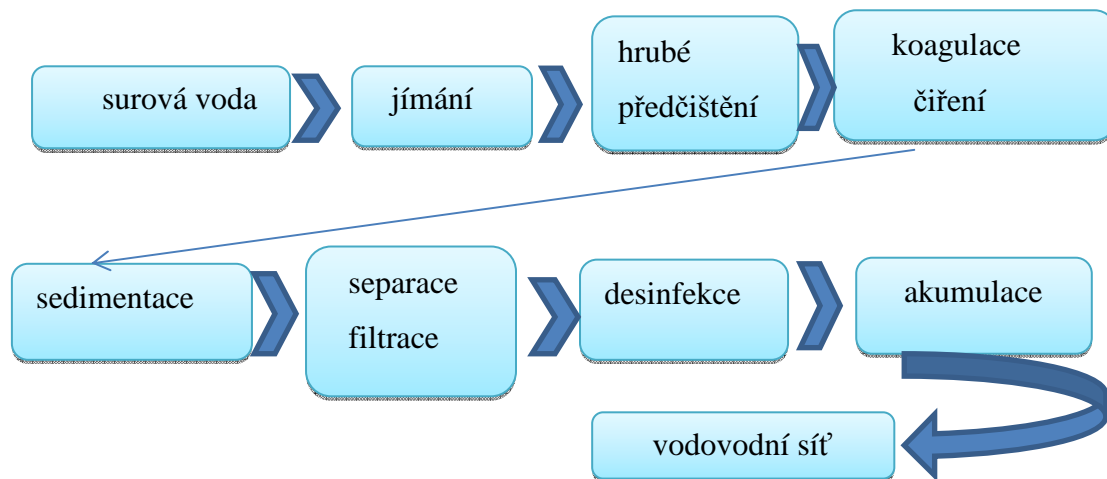 surová voda
jímání
hrubé
předčištění
koagulace
čiření
sedimentace
separace
filtrace
desinfekce
akumulace
vodovodní síť